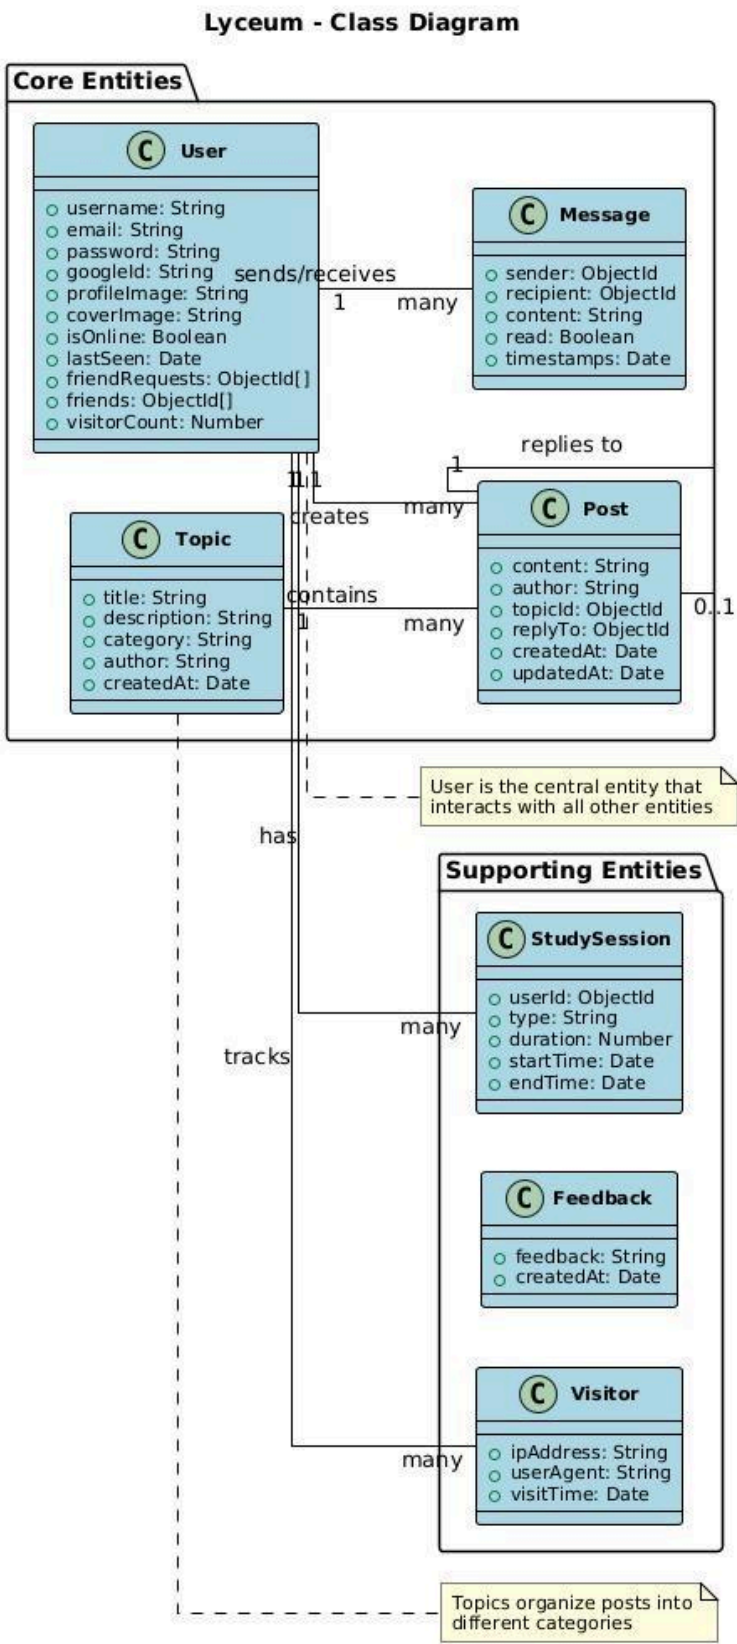 Lyceum - Class Diagram
Core Entities
C User
username: String
email: String
password: String
googleId: String
profileImage: String
coverImage: String
isOnline: Boolean
lastSeen: Date
friendRequests: ObjectId[]
friends: ObjectId[]
visitorCount: Number
sends/receives
1 many
C Message
sender: ObjectId
recipient: ObjectId
content: String
read: Boolean
timestamps: Date
replies to
1
1 1 1
creates many
C Post
content: String
author: String
topicId: ObjectId
replyTo: ObjectId
createdAt: Date
updatedAt: Date
0..1
C Topic
title: String
description: String
category: String
author: String
createdAt: Date
contains
1 many
User is the central entity that
interacts with all other entities
has
Supporting Entities
C StudySession
userId: ObjectId
type: String
duration: Number
startTime: Date
endTime: Date
many
tracks
C Feedback
feedback: String
createdAt: Date
C Visitor
ipAddress: String
userAgent: String
visitTime: Date
many
Topics organize posts into
different categories